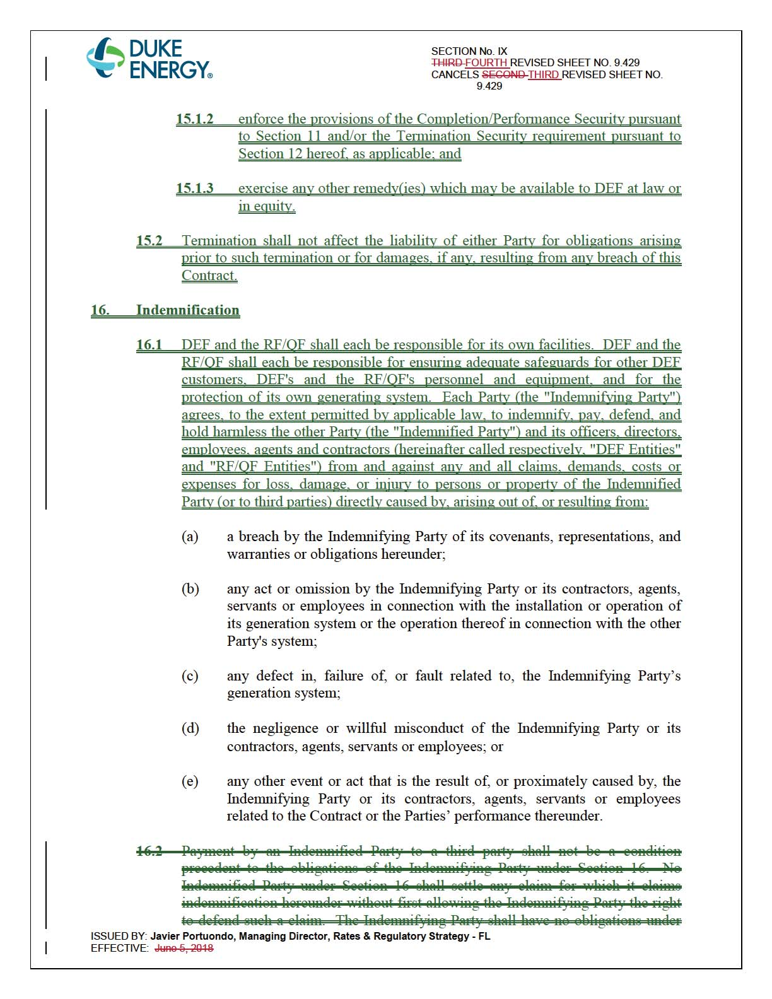 DUKE
ENERGY®
SECTION No. IX
THIRD FOURTH REVISED SHEET NO. 9.429
CANCELS SECOND THIRD REVISED SHEET NO.
9.429
15.1.2 enforce the provisions of the Completion/Performance Security pursuant
to Section 11 and/or the Termination Security requirement pursuant to
Section 12 hereof, as applicable; and
15.1.3 exercise any other remedy(ies) which may be available to DEF at law or
in equity.
15.2 Termination shall not affect the liability of either Party for obligations arising
prior to such termination or for damages, if any, resulting from any breach of this
Contract.
16. Indemnification
16.1 DEF and the RF/QF shall each be responsible for its own facilities. DEF and the
RF/QF shall each be responsible for ensuring adequate safeguards for other DEF
customers, DEF's and the RF/QF's personnel and equipment, and for the
protection of its own generating system. Each Party (the "Indemnifying Party")
agrees, to the extent permitted by applicable law, to indemnify, pay, defend, and
hold harmless the other Party (the "Indemnified Party") and its officers, directors,
employees, agents and contractors (hereinafter called respectively, "DEF Entities"
and "RF/QF Entities") from and against any and all claims, demands, costs or
expenses for loss, damage, or injury to persons or property of the Indemnified
Party (or to third parties) directly caused by, arising out of, or resulting from:
(a) a breach by the Indemnifying Party of its covenants, representations, and
warranties or obligations hereunder;
(b) any act or omission by the Indemnifying Party or its contractors, agents,
servants or employees in connection with the installation or operation of
its generation system or the operation thereof in connection with the other
Party's system;
(c) any defect in, failure of, or fault related to, the Indemnifying Party’s
generation system;
(d) the negligence or willful misconduct of the Indemnifying Party or its
contractors, agents, servants or employees; or
(e) any other event or act that is the result of, or proximately caused by, the
Indemnifying Party or its contractors, agents, servants or employees
related to the Contract or the Parties’ performance thereunder.
16.2 Payment by an Indemnified Party to a third party shall not be a condition
precedent to the obligations of the Indemnifying Party under Section 16. No
Indemnified Party under Section 16 shall settle any claim for which it claims
indemnification hereunder without first allowing the Indemnifying Party the right
to defend such a claim. The Indemnifying Party shall have no obligations under
ISSUED BY: Javier Portuondo, Managing Director, Rates & Regulatory Strategy - FL
EFFECTIVE: June 5, 2018